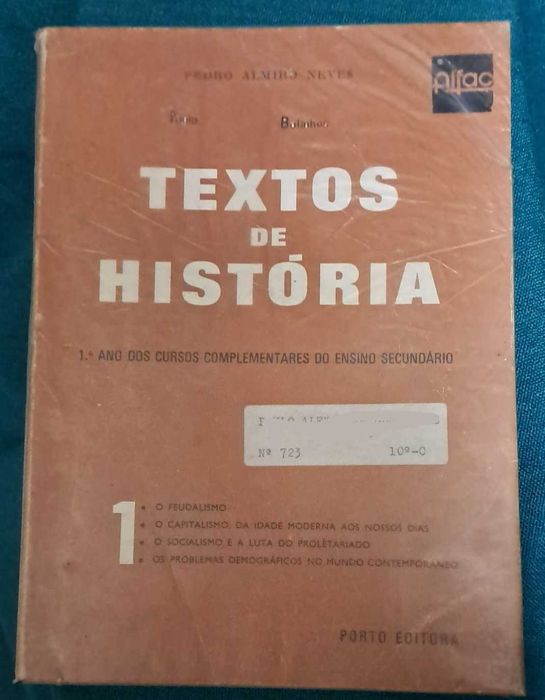 PEDRO ALMIRO NEVES
Alfac
TEXTOS
DE
HISTÓRIA
1.º ANO DOS CURSOS COMPLEMENTARES DO ENSINO SECUNDÁRIO
Nº 723 10º-C
1
• O FEUDALISMO
• O CAPITALISMO, DA IDADE MODERNA AOS NOSSOS DIAS
• O SOCIALISMO E A LUTA DO PROLETARIADO
• OS PROBLEMAS DEMOGRÁFICOS NO MUNDO CONTEMPORÂNEO
PORTO EDITORA